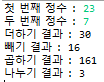 첫 번째 정수 : 23
두 번째 정수 : 7
더하기 결과 : 30
빼기 결과 : 16
곱하기 결과 : 161
나누기 결과 : 3